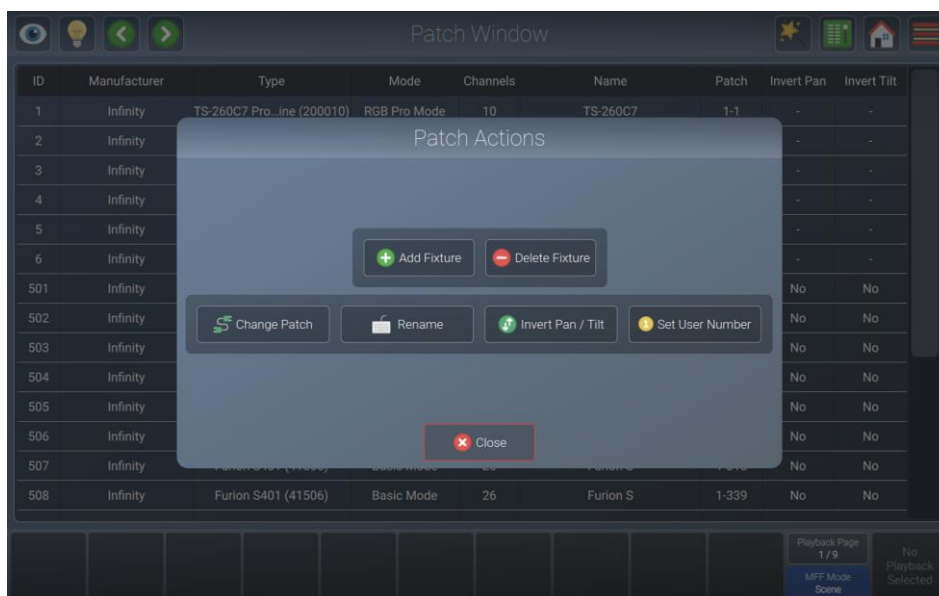 Patch Window
ID Manufacturer Type Mode Channels Name Patch Invert Pan Invert Tilt
1 Infinity TS-260C7 Pro...ine (200010) RGB Pro Mode 10 TS-260C7 1-1 - -
2 Infinity - -
3 Infinity - -
4 Infinity - -
5 Infinity - -
6 Infinity - -
501 Infinity No No
502 Infinity No No
503 Infinity No No
504 Infinity No No
505 Infinity No No
506 Infinity No No
507 Infinity No No
508 Infinity Furion S401 (41506) Basic Mode 26 Furion S 1-339 No No
Patch Actions
Add Fixture Delete Fixture
Change Patch Rename Invert Pan / Tilt Set User Number
Close
Playback Page
1 / 9
MFF Mode
Scene
No
Playback
Selected